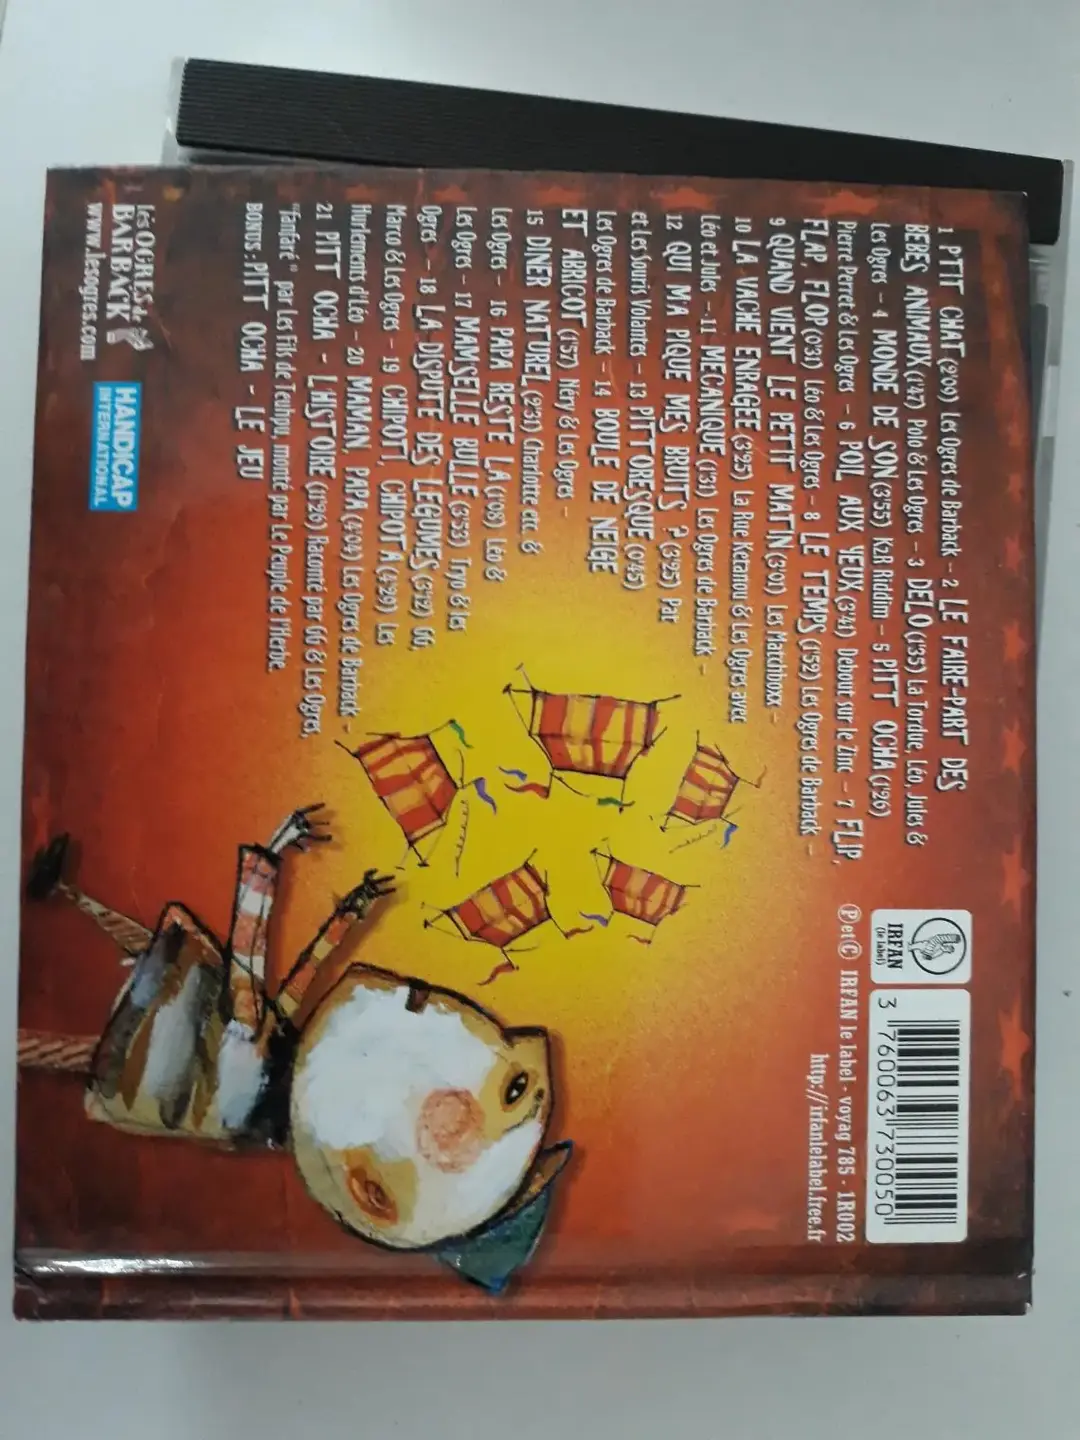 1 PTIT CHAT (2'09) Les Ogres de Barback - 2 LE FAIRE-PART DES
BEBES ANIMAUX (1'47) Polo & Les Ogres - 3 DELO (1'35) La Tordue, Léo, Jules &
Les Ogres - 4 MONDE DE SON (3'55) K2R Riddim - 5 PITT OCHA (1'26)
Pierre Perret & Les Ogres - 6 POIL AUX YEUX (3'41) Debout sur le Zinc - 7 FLIP,
FLAP, FLOP (0'31) Léo & Les Ogres - 8 LE TEMPS (1'52) Les Ogres de Barback -
9 QUAND VIENT LE PETIT MATIN (3'01) Les Matchboxx -
10 LA VACHE ENRAGEE (3'25) La Rue Ketanou & Les Ogres avec
Léo et Jules - 11 MECANIQUE (1'31) Les Ogres de Barback -
12 QUI M'A PIQUE MES BRUITS ? (3'25) Par
et Les Souris Volantes - 13 PITTORESQUE (0'45)
Les Ogres de Barback - 14 BOULE DE NEIGE
ET ABRICOT (1'57) Néry & Les Ogres -
15 DINER NATUREL (2'31) Charlotte etc. &
Les Ogres - 16 PAPA RESTE LA (1'08) Léo &
Les Ogres - 17 MAMSELLE BULLE Tryo & les
Ogres - 18 LA DISPUTE DES LEGUMES (3'12) 66,
Marco & Les Ogres - 19 CHIPOTI, CHIPOTA (4'29) Les
Hurlements d'Léo - 20 MAMAN, PAPA (4'04) Les Ogres de Barback -
21 PITT OCHA - L'HISTOIRE (1'26) Raconté par 66 & Les Ogres,
"fanfaré" par Les Fils de Teuhpu, monté par Le Peuple de l'Herbe.
BONUS : PITT OCHA - LE JEU
IRFAN
(le label)
3 760063 730050
Ⓟ et Ⓒ IRFAN le label · voyag 785 · IR002
http://irfanlelabel.free.fr
Les OGRES de
BARBACK
www.lesogres.com
HANDICAP
INTERNATIONAL